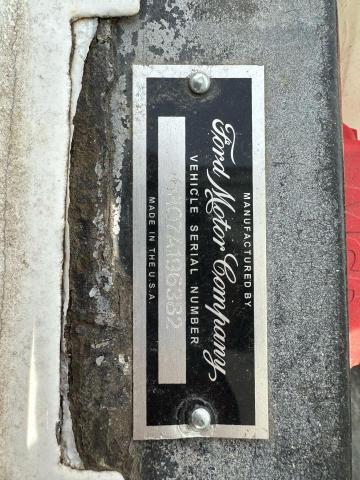 MANUFACTURED BY
Ford Motor Company
VEHICLE SERIAL NUMBER
MADE IN THE U.S.A.